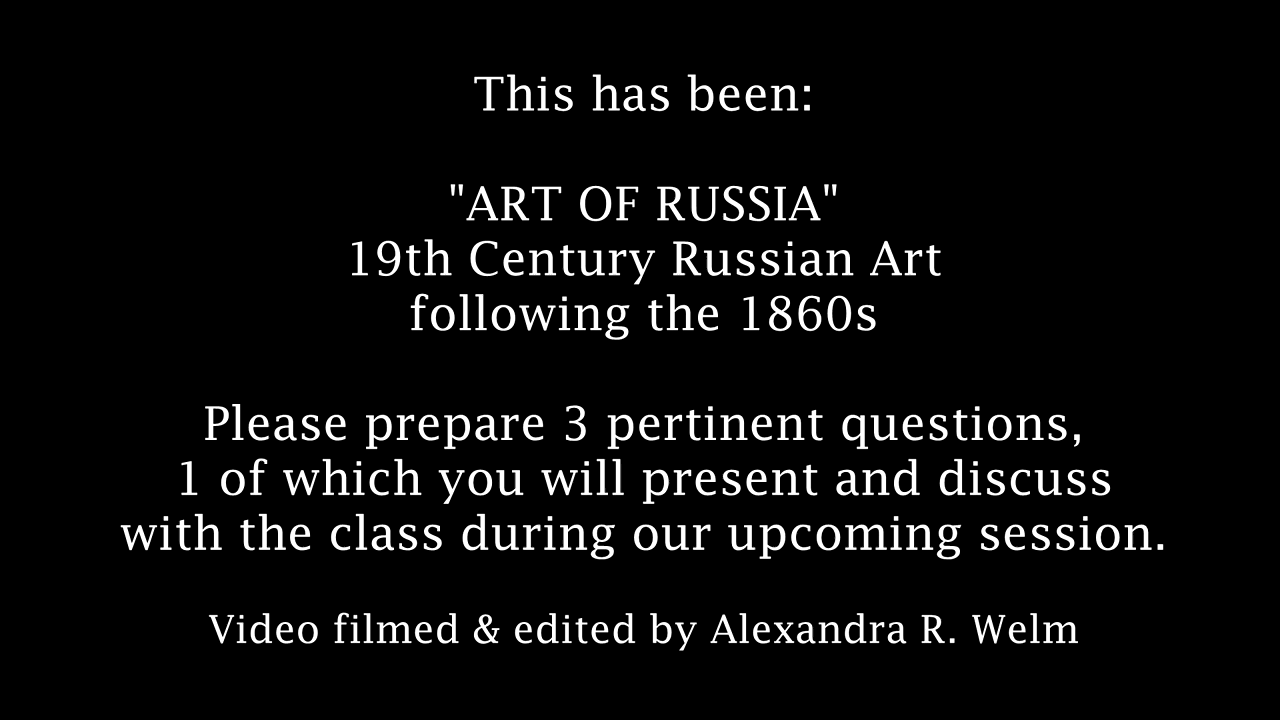 This has been:
"ART OF RUSSIA"
19th Century Russian Art
following the 1860s
Please prepare 3 pertinent questions,
1 of which you will present and discuss
with the class during our upcoming session.
Video filmed & edited by Alexandra R. Welm